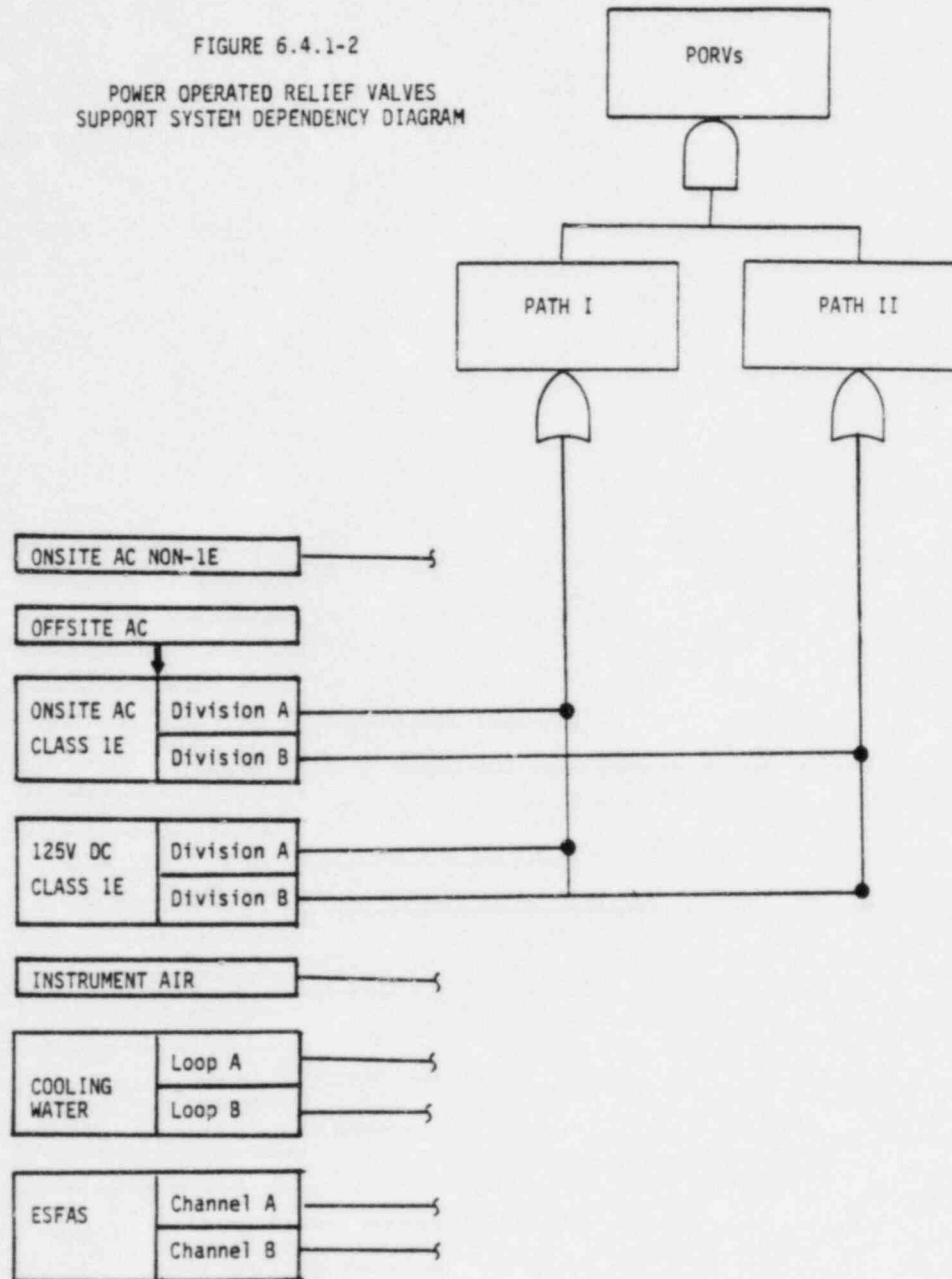 FIGURE 6.4.1-2
POWER OPERATED RELIEF VALVES
SUPPORT SYSTEM DEPENDENCY DIAGRAM
PORVs
PATH I
PATH II
ONSITE AC NON-1E
OFFSITE AC
ONSITE AC
CLASS 1E
Division A
Division B
125V DC
CLASS 1E
Division A
Division B
INSTRUMENT AIR
COOLING
WATER
Loop A
Loop B
ESFAS
Channel A
Channel B